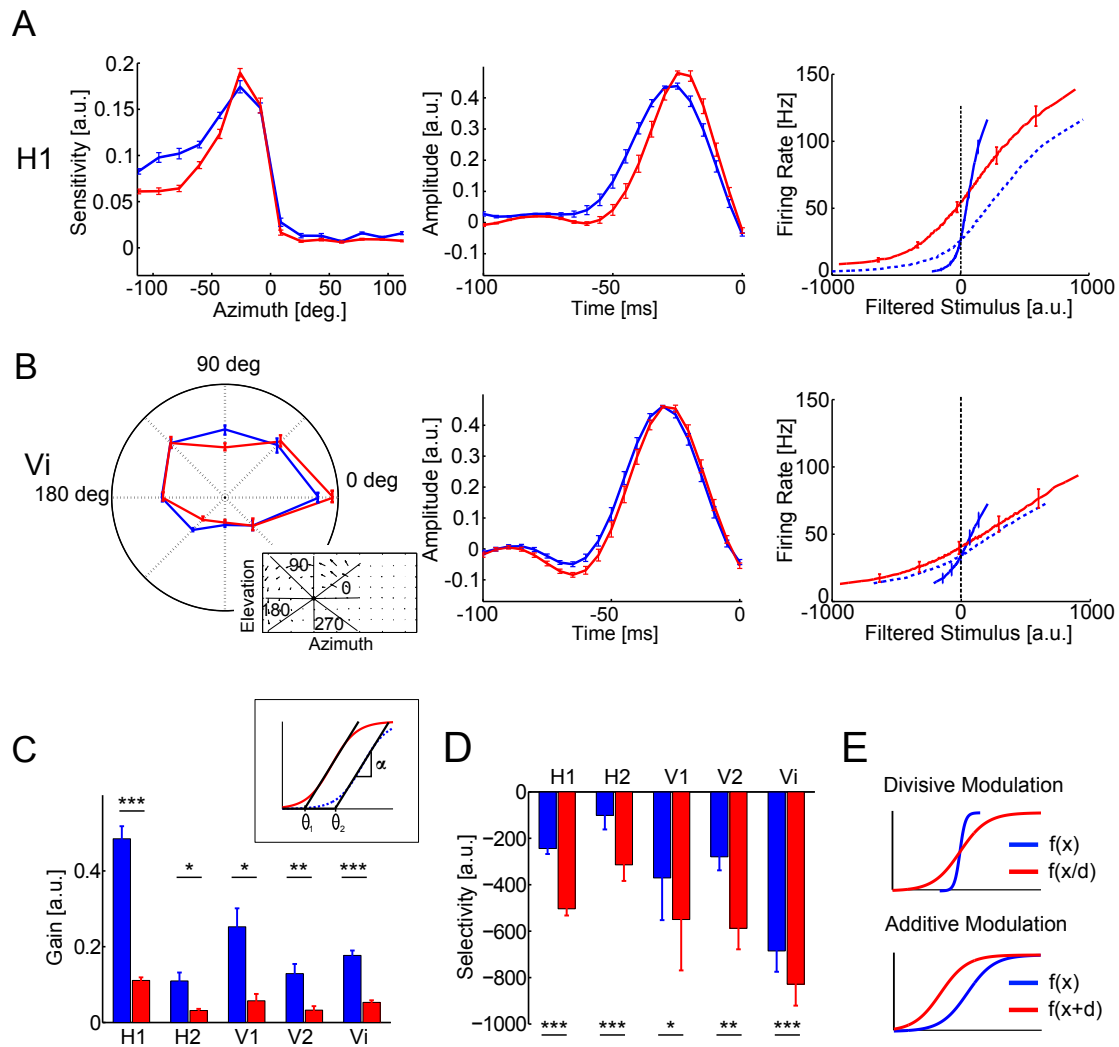 A
H1
Sensitivity [a.u.]
0.2
0.15
0.1
0.05
0
-100
-50
0
50
100
Azimuth [deg.]
Amplitude [a.u.]
0.4
0.3
0.2
0.1
0
-0.1
-100
-50
0
Time [ms]
Firing Rate [Hz]
150
100
50
0
-1000
0
1000
Filtered Stimulus [a.u.]
B
Vi
90 deg
180 deg
0 deg
Elevation
90
0
180
270
Azimuth
Amplitude [a.u.]
0.4
0.3
0.2
0.1
0
-0.1
-100
-50
0
Time [ms]
Firing Rate [Hz]
150
100
50
0
-1000
0
1000
Filtered Stimulus [a.u.]
C
α
θ1
θ2
Gain [a.u.]
0.4
0.2
0
***
*
*
**
***
H1
H2
V1
V2
Vi
D
H1
H2
V1
V2
Vi
Selectivity [a.u.]
0
−200
−400
−600
−800
−1000
***
***
*
**
***
E
Divisive Modulation
f(x)
f(x/d)
Additive Modulation
f(x)
f(x+d)